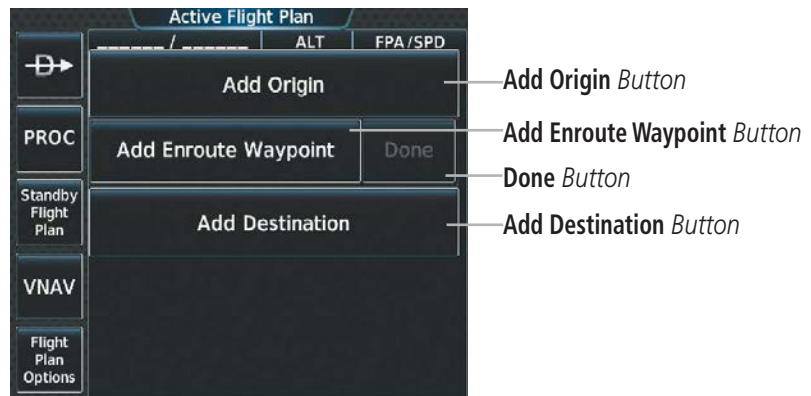 Active Flight Plan
______ / ______ ALT FPA/SPD
Add Origin
Add Origin Button
PROC
Add Enroute Waypoint Done
Add Enroute Waypoint Button
Done Button
Standby
Flight
Plan
Add Destination
Add Destination Button
VNAV
Flight
Plan
Options
D